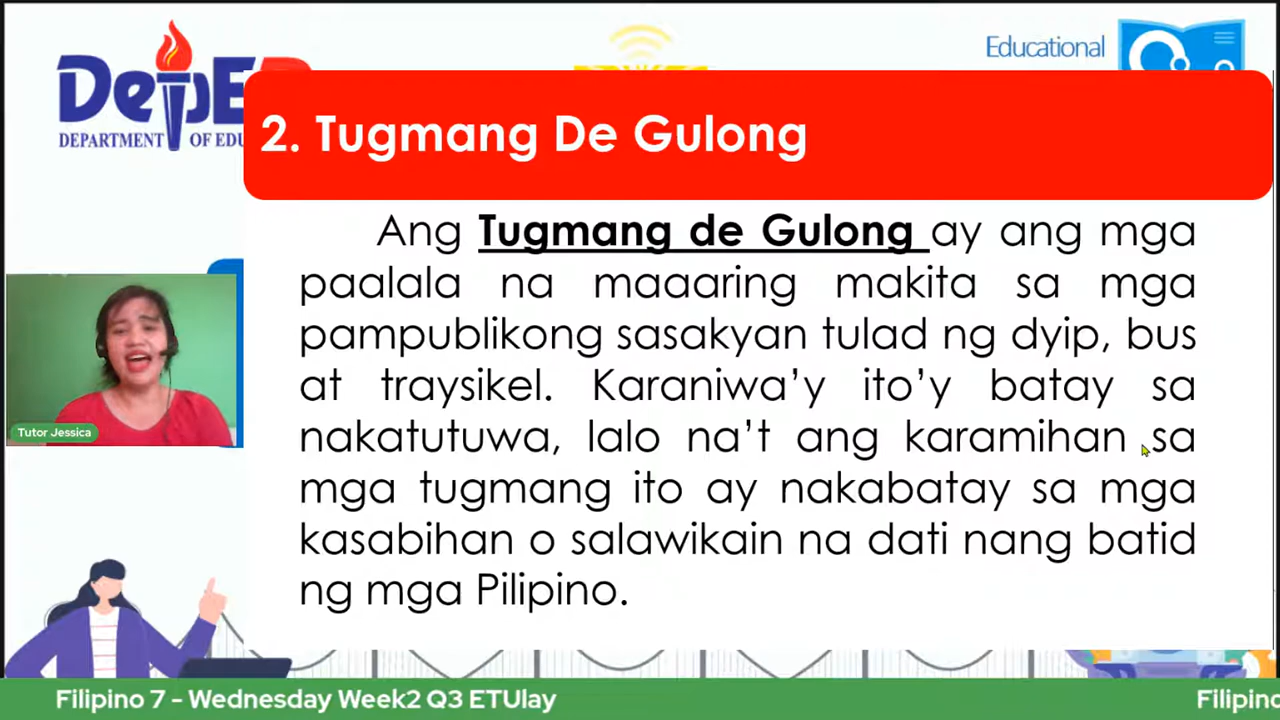 Educational
DepE
DEPARTMENT OF EDU
2. Tugmang De Gulong
Ang Tugmang de Gulong ay ang mga
paalala na maaaring makita sa mga
pampublikong sasakyan tulad ng dyip, bus
at traysikel. Karaniwa’y ito’y batay sa
nakatutuwa, lalo na’t ang karamihan sa
mga tugmang ito ay nakabatay sa mga
kasabihan o salawikain na dati nang batid
ng mga Pilipino.
Tutor Jessica
Filipino 7 - Wednesday Week2 Q3 ETUlay
Filipino